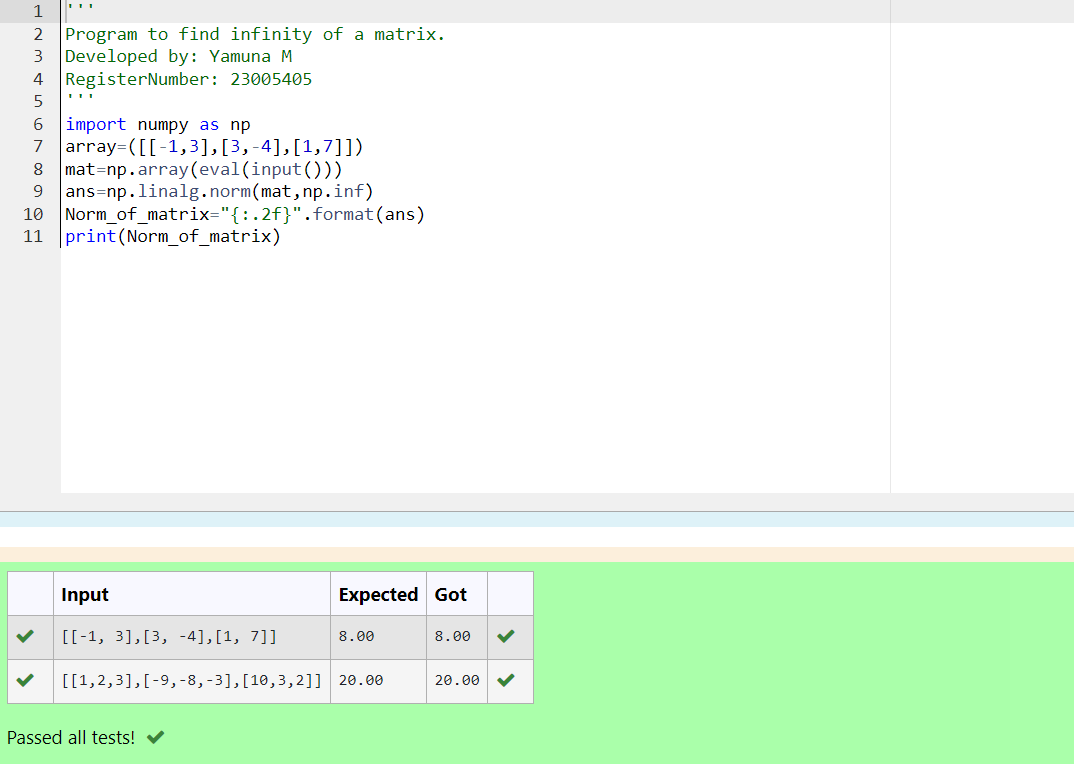 1 '''
2 Program to find infinity of a matrix.
3 Developed by: Yamuna M
4 RegisterNumber: 23005405
5 '''
6 import numpy as np
7 array=([[-1,3],[3,-4],[1,7]])
8 mat=np.array(eval(input()))
9 ans=np.linalg.norm(mat,np.inf)
10 Norm_of_matrix="{:.2f}".format(ans)
11 print(Norm_of_matrix)
Input Expected Got
[[-1, 3],[3, -4],[1, 7]] 8.00 8.00
[[1,2,3],[-9,-8,-3],[10,3,2]] 20.00 20.00
Passed all tests!